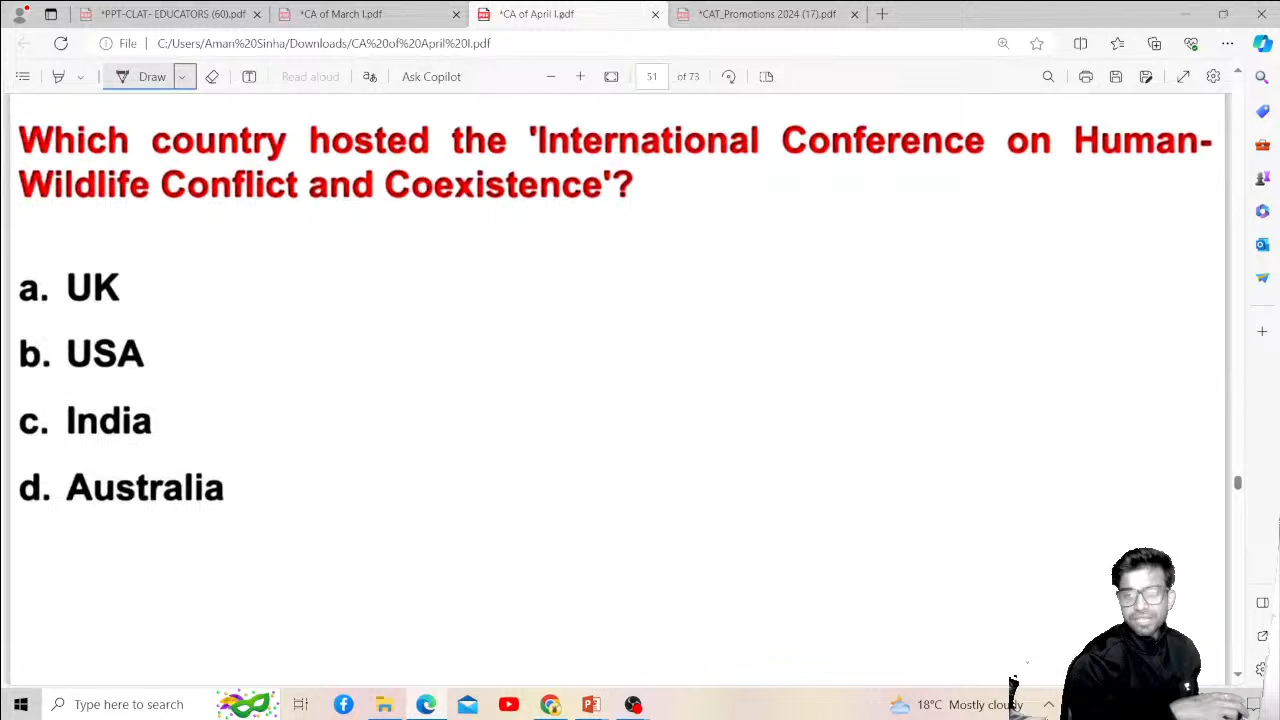 *PPT-CLAT- EDUCATORS (60).pdf
*CA of March I.pdf
*CA of April I.pdf
*CAT_Promotions 2024 (17).pdf
File
C:/Users/Aman%20Sinha/Downloads/CA%20of%20April%20I.pdf
Draw
Read aloud
Ask Copilot
51 of 73
Which country hosted the 'International Conference on Human-
Wildlife Conflict and Coexistence'?
a. UK
b. USA
c. India
d. Australia
Type here to search
18°C Mostly cloudy